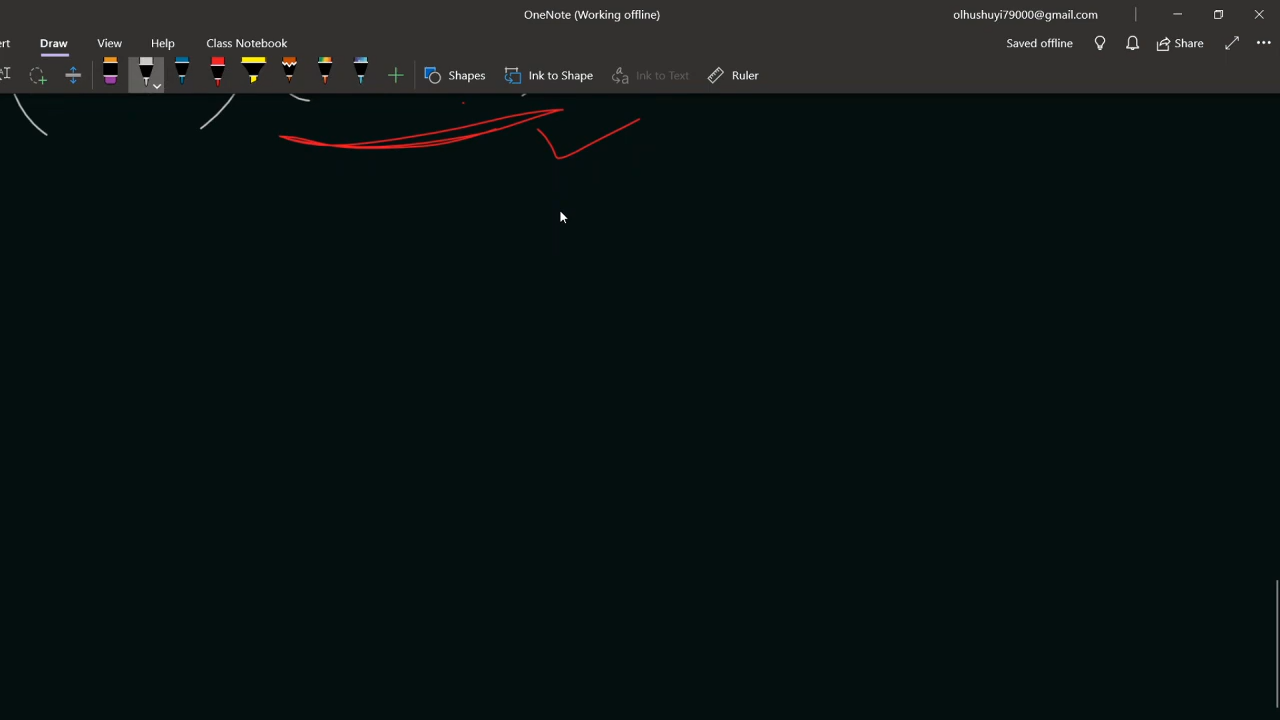 OneNote (Working offline)
olhushuyi79000@gmail.com
ert Draw View Help Class Notebook
Saved offline Share
Shapes Ink to Shape Ink to Text Ruler